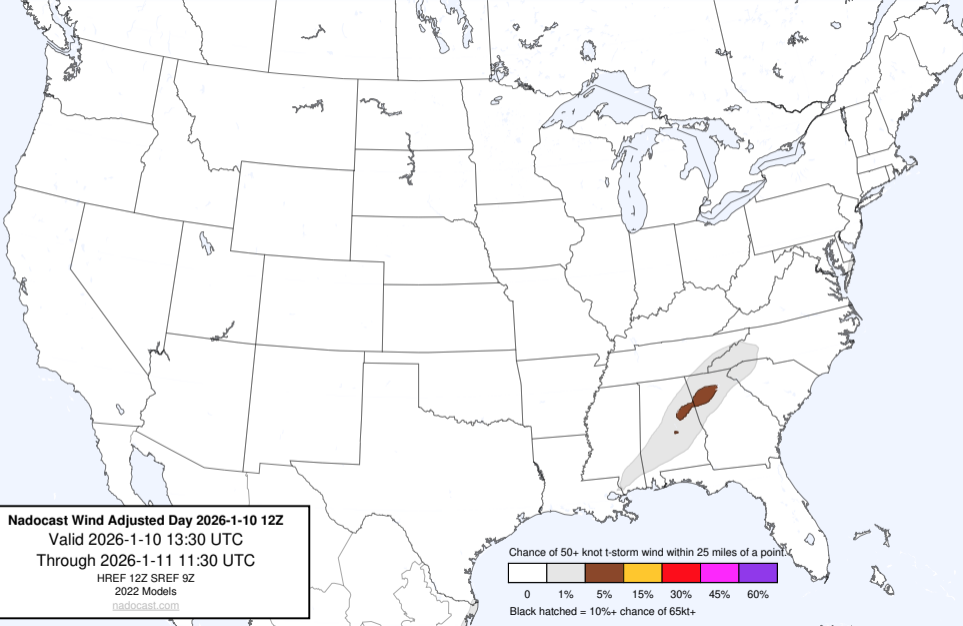 Nadocast Wind Adjusted Day 2026-1-10 12Z
Valid 2026-1-10 13:30 UTC
Through 2026-1-11 11:30 UTC
HREF 12Z SREF 9Z
2022 Models
nadocast.com
Chance of 50+ knot t-storm wind within 25 miles of a point.
0 1% 5% 15% 30% 45% 60%
Black hatched = 10%+ chance of 65kt+